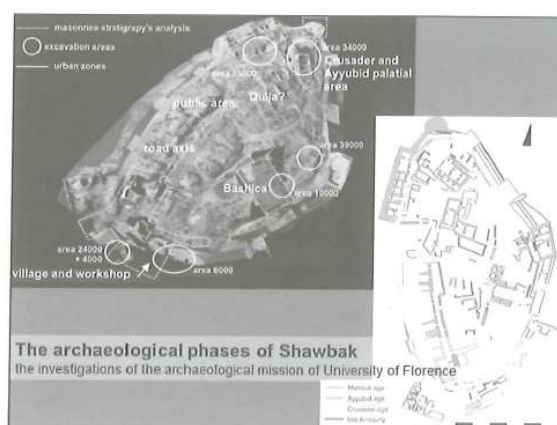 masonries stratigrapy's analysis
excavation areas
urban zones
area 34000
Crusader and
Ayyubid palatial
area
Qulla?
public area
road axis
area 39000
Basilica
area 10000
area 24000
+ 4000
village and workshop
area 6000
The archaeological phases of Shawbak
the investigations of the archaeological mission of University of Florence
Mamluk age
Ayyubid age
Crusader age
late Antiquity